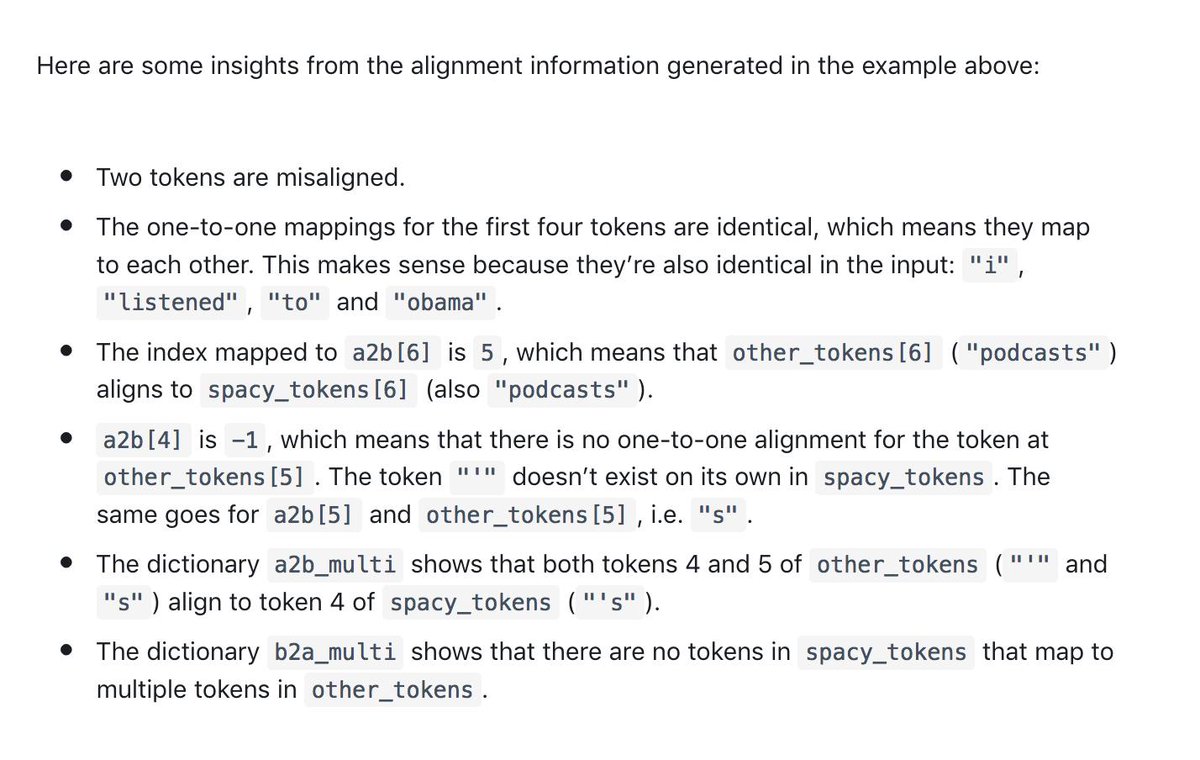 Here are some insights from the alignment information generated in the example above:
• Two tokens are misaligned.
• The one-to-one mappings for the first four tokens are identical, which means they map
to each other. This makes sense because they’re also identical in the input: "i" ,
"listened" , "to" and "obama" .
• The index mapped to a2b[6] is 5 , which means that other_tokens[6] ( "podcasts" )
aligns to spacy_tokens[6] (also "podcasts" ).
• a2b[4] is -1 , which means that there is no one-to-one alignment for the token at
other_tokens[5] . The token "'" doesn’t exist on its own in spacy_tokens . The
same goes for a2b[5] and other_tokens[5] , i.e. "s" .
• The dictionary a2b_multi shows that both tokens 4 and 5 of other_tokens ( "'" and
"s" ) align to token 4 of spacy_tokens ( "'s" ).
• The dictionary b2a_multi shows that there are no tokens in spacy_tokens that map to
multiple tokens in other_tokens .